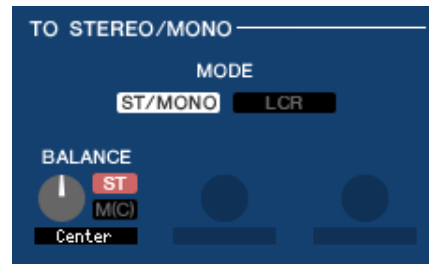 TO STEREO/MONO
MODE
ST/MONO LCR
BALANCE
ST
M(C)
Center